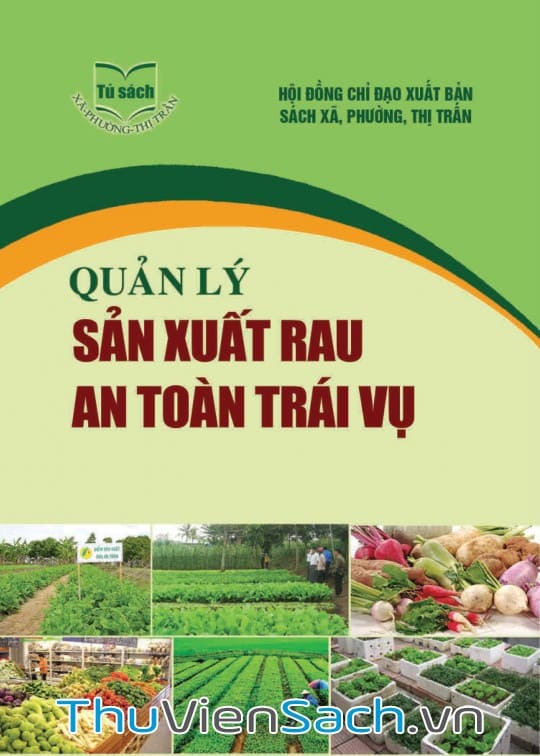 Tủ sách
XÃ-PHƯỜNG-THỊ TRẤN
HỘI ĐỒNG CHỈ ĐẠO XUẤT BẢN
SÁCH XÃ, PHƯỜNG, THỊ TRẤN
QUẢN LÝ
SẢN XUẤT RAU
AN TOÀN TRÁI VỤ
ThuVienSach.vn